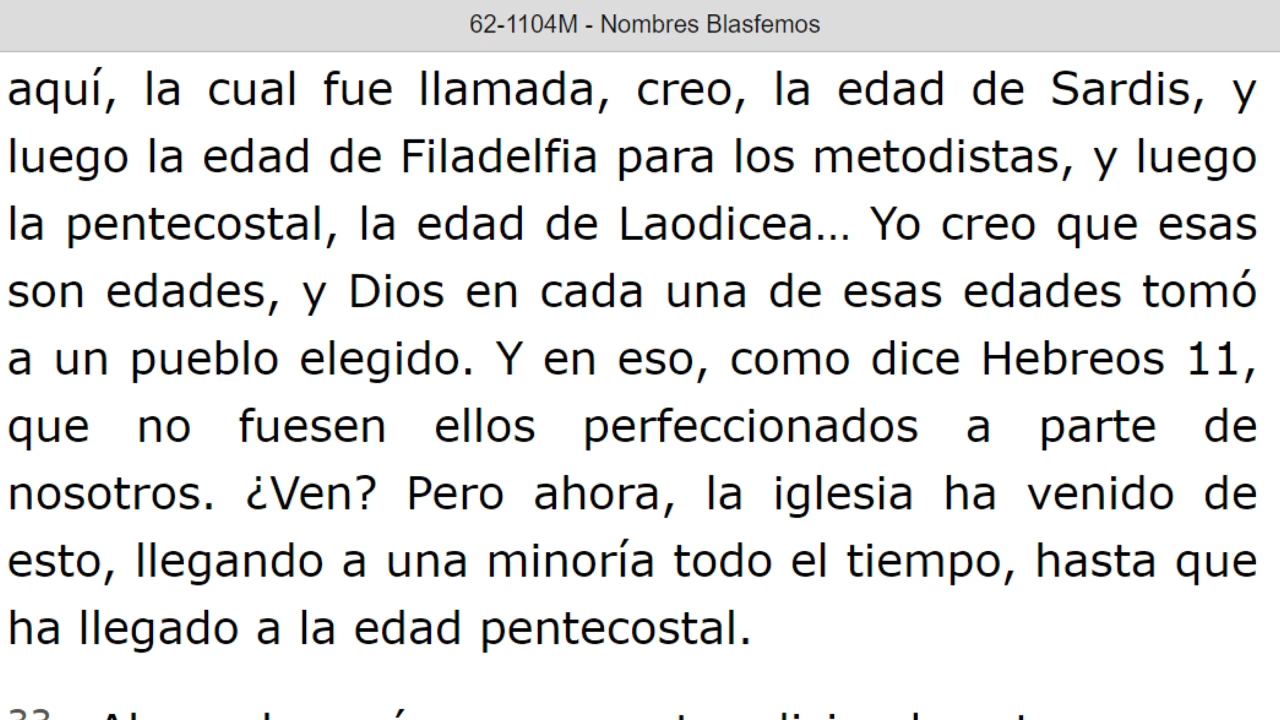 62-1104M - Nombres Blasfemos
aquí, la cual fue llamada, creo, la edad de Sardis, y
luego la edad de Filadelfia para los metodistas, y luego
la pentecostal, la edad de Laodicea... Yo creo que esas
son edades, y Dios en cada una de esas edades tomó
a un pueblo elegido. Y en eso, como dice Hebreos 11,
que no fuesen ellos perfeccionados a parte de
nosotros. ¿Ven? Pero ahora, la iglesia ha venido de
esto, llegando a una minoría todo el tiempo, hasta que
ha llegado a la edad pentecostal.
33